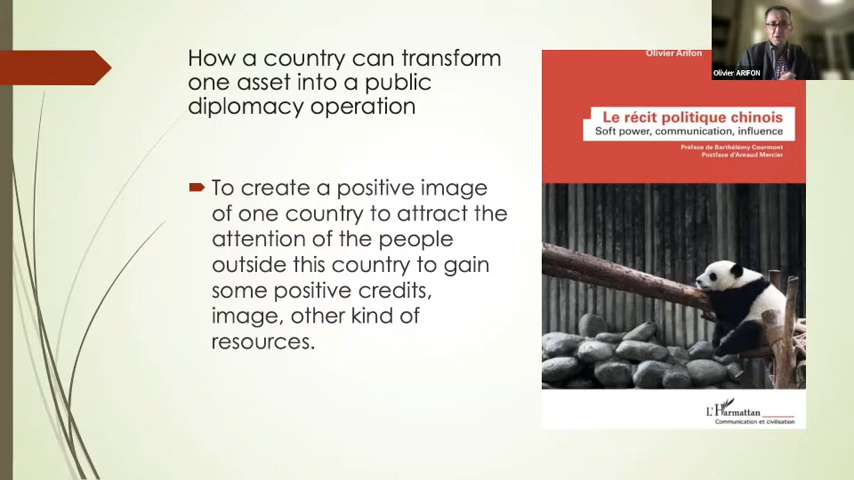 How a country can transform
one asset into a public
diplomacy operation
To create a positive image
of one country to attract the
attention of the people
outside this country to gain
some positive credits,
image, other kind of
resources.
Olivier Arifon
Le récit politique chinois
Soft power, communication, influence
Préface de Barthélémy Courmont
Postface d'Arnaud Mercier
L'Harmattan
Communication et civilisation
Olivier ARIFON